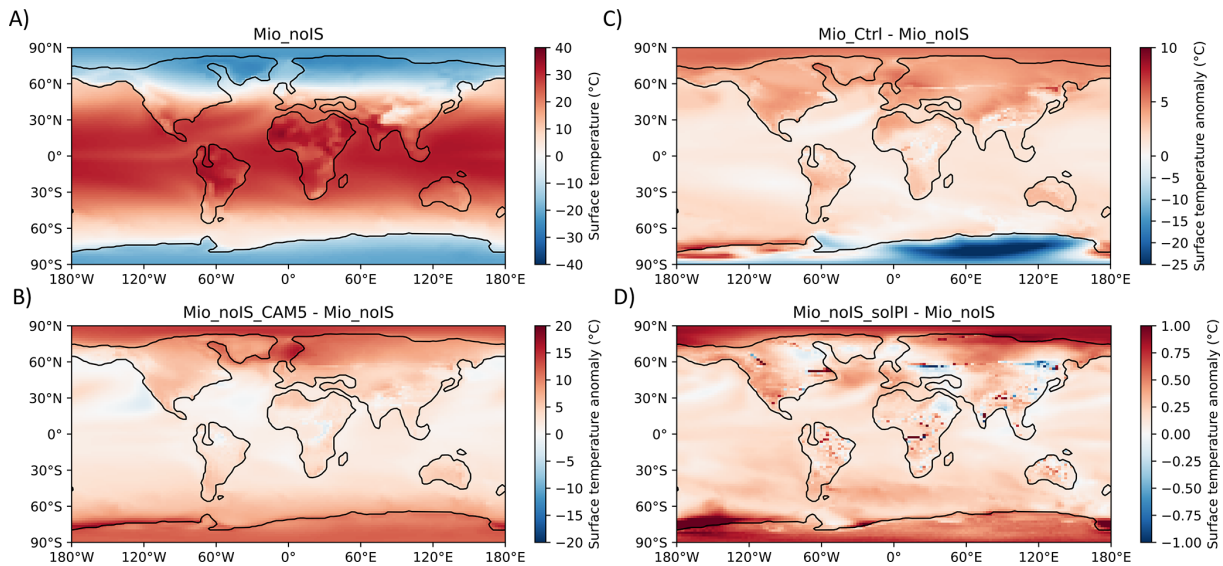 A)
Mio_noIS
90°N
60°N
30°N
0°
30°S
60°S
90°S
180°W
120°W
60°W
0°
60°E
120°E
180°E
40
30
20
10
0
−10
−20
−30
−40
Surface temperature (°C)
C)
Mio_Ctrl - Mio_noIS
90°N
60°N
30°N
0°
30°S
60°S
90°S
180°W
120°W
60°W
0°
60°E
120°E
180°E
10
5
0
−5
−10
−15
−20
−25
Surface temperature anomaly (°C)
B)
Mio_noIS_CAM5 - Mio_noIS
90°N
60°N
30°N
0°
30°S
60°S
90°S
180°W
120°W
60°W
0°
60°E
120°E
180°E
20
15
10
5
0
−5
−10
−15
−20
Surface temperature anomaly (°C)
D)
Mio_noIS_solPI - Mio_noIS
90°N
60°N
30°N
0°
30°S
60°S
90°S
180°W
120°W
60°W
0°
60°E
120°E
180°E
1.00
0.75
0.50
0.25
0.00
−0.25
−0.50
−0.75
−1.00
Surface temperature anomaly (°C)